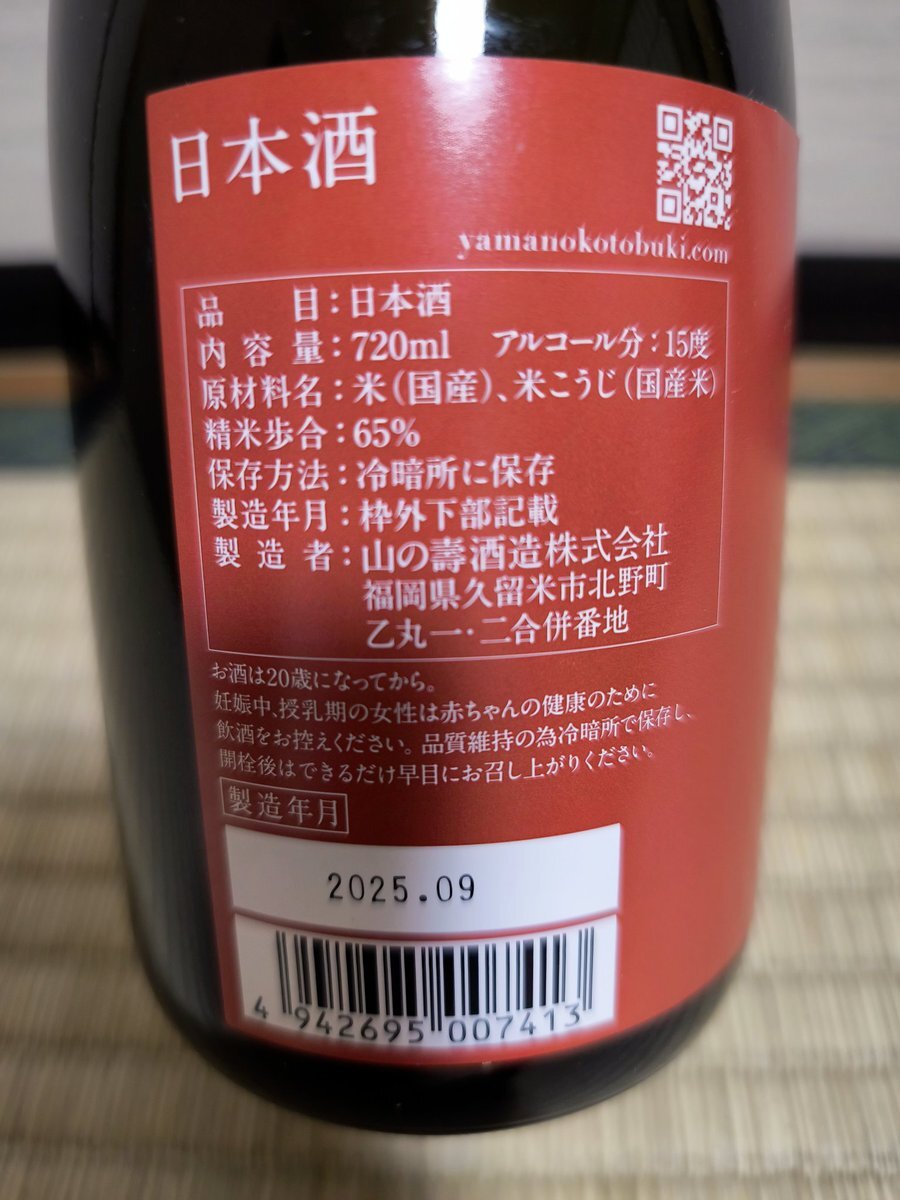 日本酒
yamanokotobuki.com
品目：日本酒
内容量：720ml アルコール分：15度
原材料名：米（国産）、米こうじ（国産米）
精米歩合：65%
保存方法：冷暗所に保存
製造年月：枠外下部記載
製造者：山の壽酒造株式会社
福岡県久留米市北野町
乙丸一・二合併番地
お酒は20歳になってから。
妊娠中、授乳期の女性は赤ちゃんの健康のために
飲酒をお控えください。品質維持の為冷暗所で保存し、
開栓後はできるだけ早目にお召し上がりください。
製造年月
2025.09
4 942695 007413